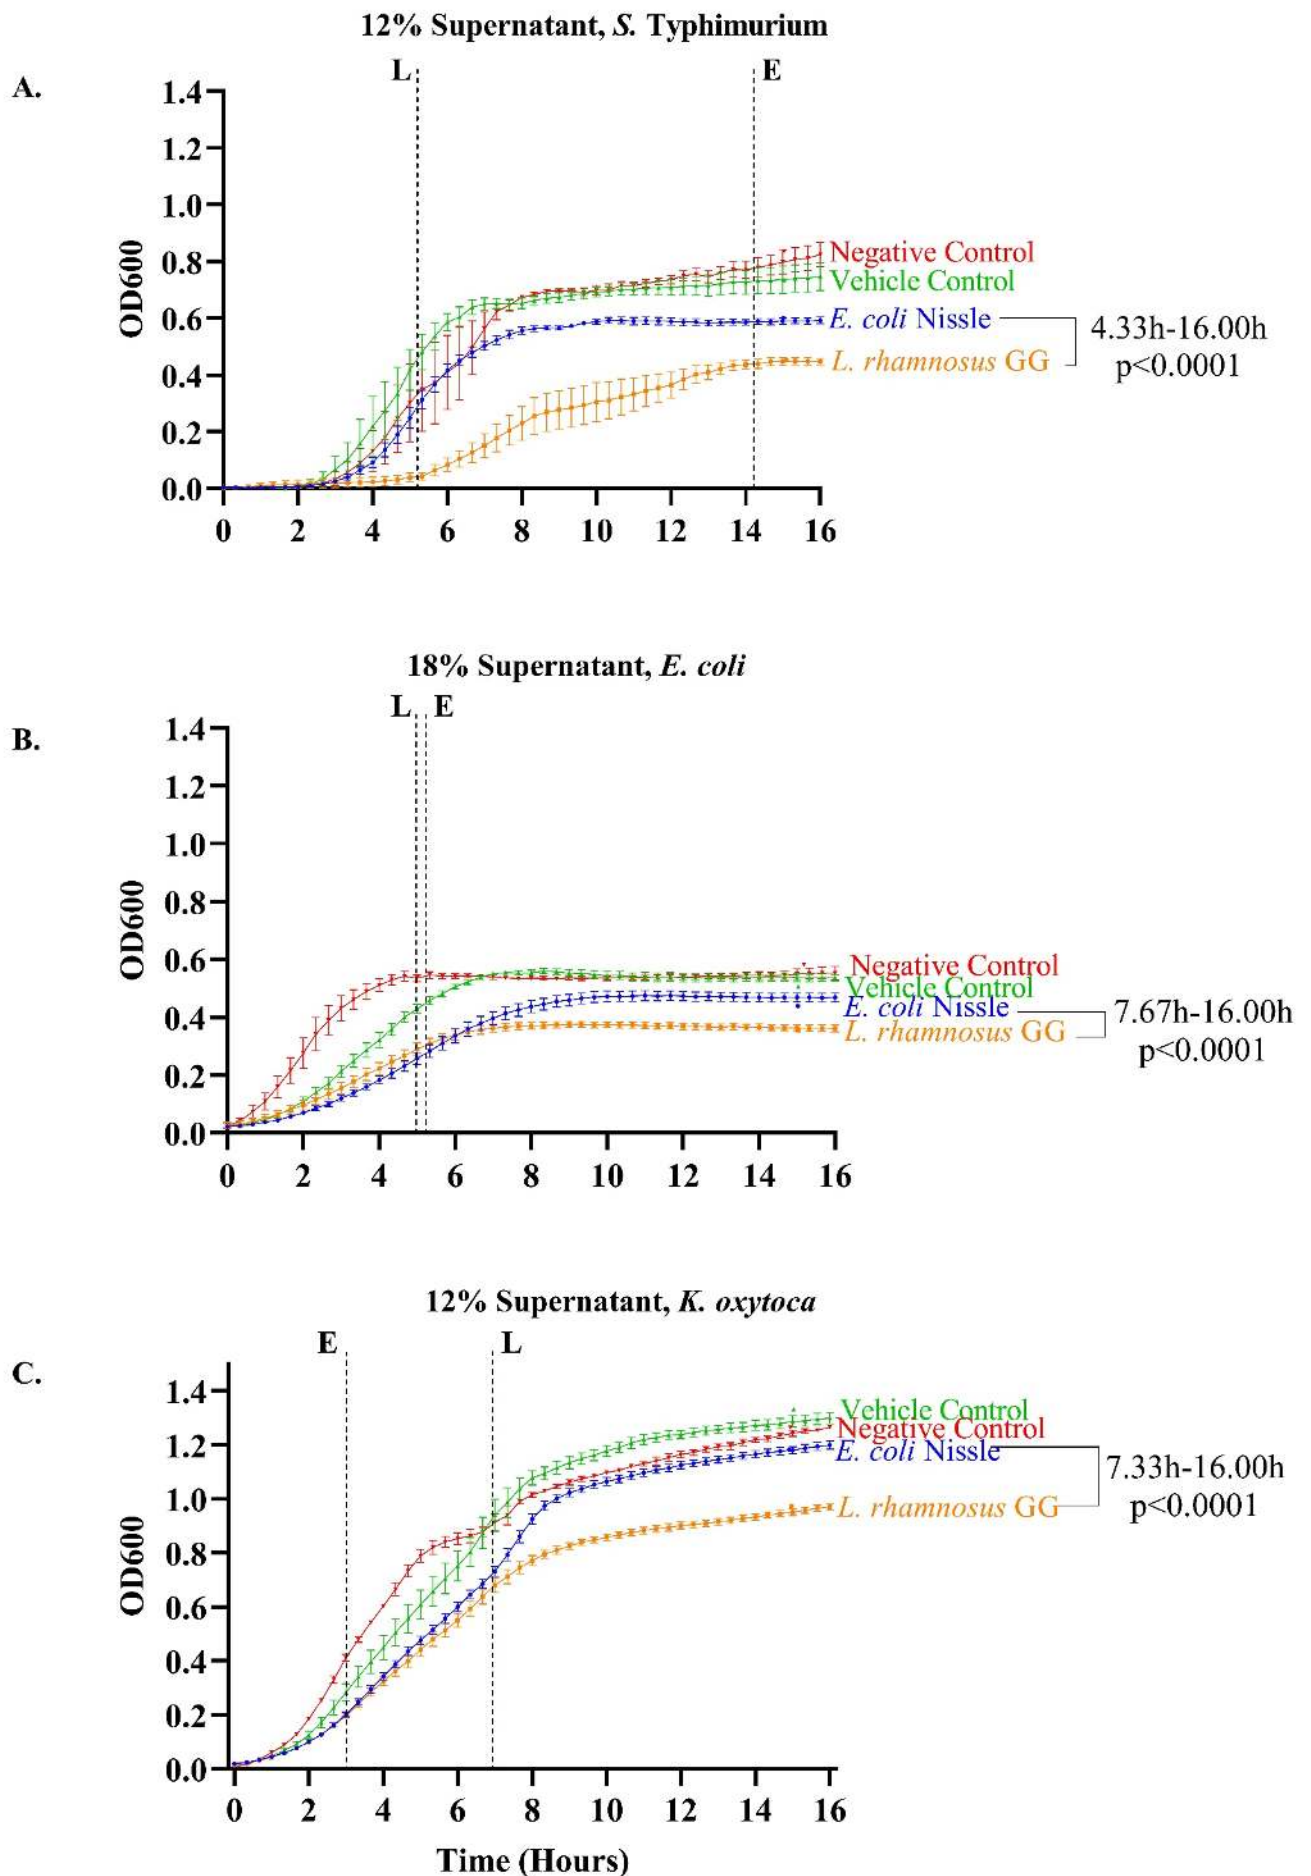 12% Supernatant, S. Typhimurium
A.
L
E
1.4
1.2
1.0
0.8
0.6
0.4
0.2
0.0
OD600
Negative Control
Vehicle Control
E. coli Nissle
L. rhamnosus GG
4.33h-16.00h
p<0.0001
0 2 4 6 8 10 12 14 16
18% Supernatant, E. coli
B.
L E
1.4
1.2
1.0
0.8
0.6
0.4
0.2
0.0
OD600
Negative Control
Vehicle Control
E. coli Nissle
L. rhamnosus GG
7.67h-16.00h
p<0.0001
0 2 4 6 8 10 12 14 16
12% Supernatant, K. oxytoca
C.
E
L
1.4
1.2
1.0
0.8
0.6
0.4
0.2
0.0
OD600
Vehicle Control
Negative Control
E. coli Nissle
L. rhamnosus GG
7.33h-16.00h
p<0.0001
0 2 4 6 8 10 12 14 16
Time (Hours)